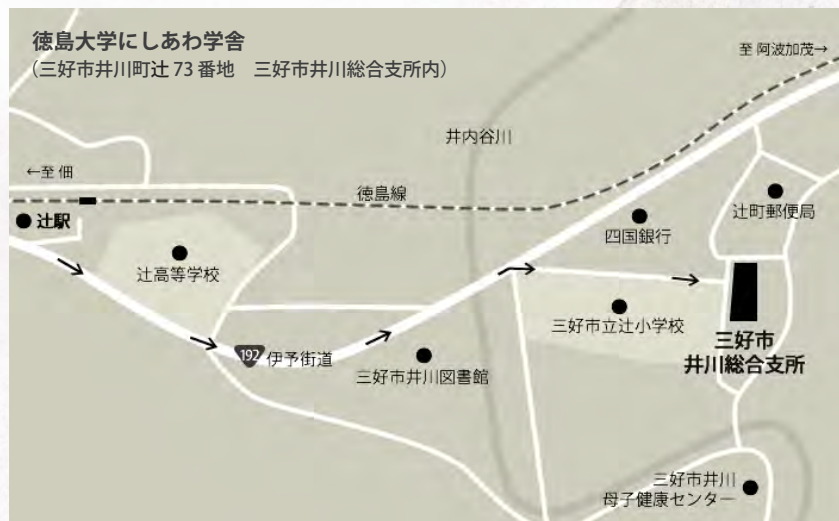 徳島大学にしあわ学舎
(三好市井川町辻 73 番地　三好市井川総合支所内)
至 阿波加茂→
井内谷川
←至 佃
徳島線
辻駅
辻町郵便局
四国銀行
辻高等学校
三好市立辻小学校
192 伊予街道
三好市
井川総合支所
三好市井川図書館
三好市井川
母子健康センター